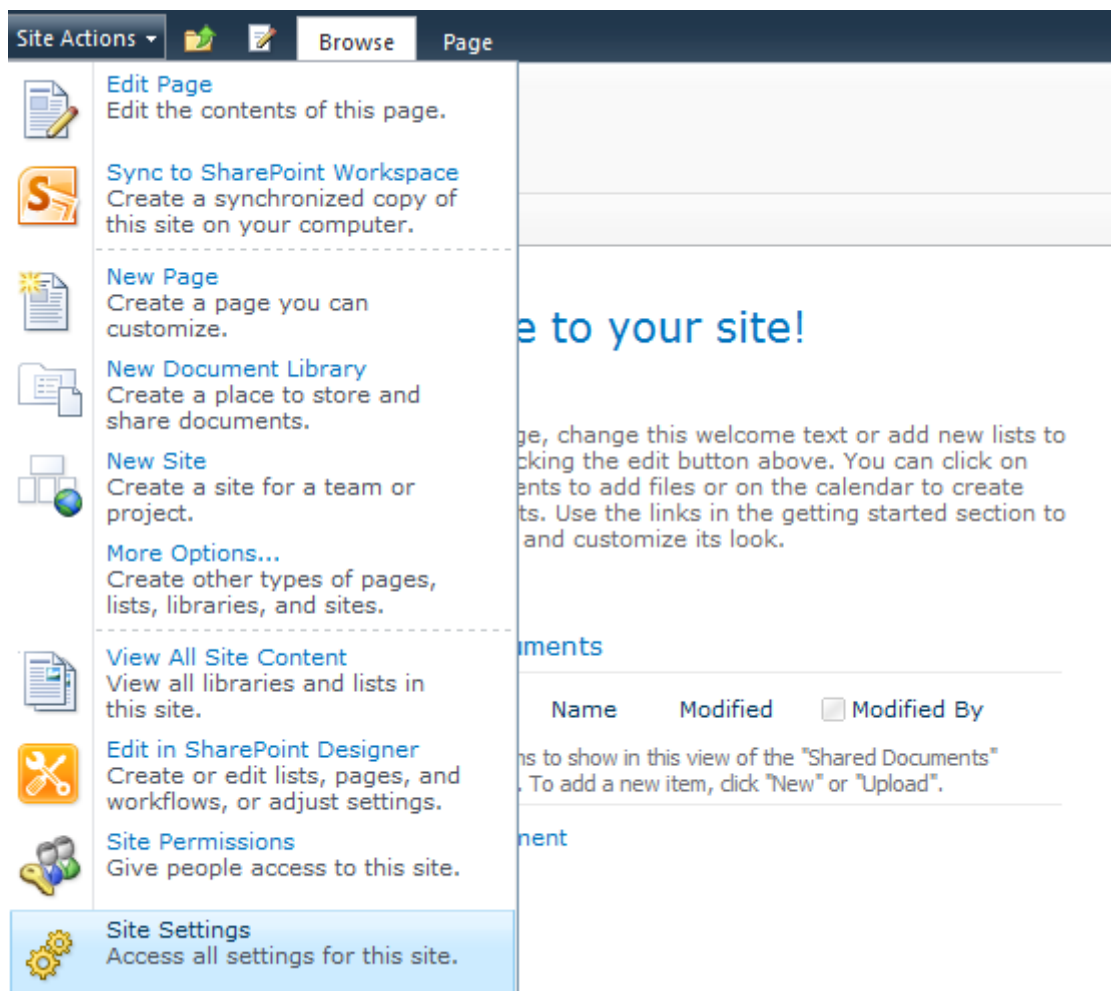 Site Actions Browse Page
Edit Page
Edit the contents of this page.
Sync to SharePoint Workspace
Create a synchronized copy of
this site on your computer.
New Page
Create a page you can
customize.
New Document Library
Create a place to store and
share documents.
New Site
Create a site for a team or
project.
More Options...
Create other types of pages,
lists, libraries, and sites.
View All Site Content
View all libraries and lists in
this site.
Edit in SharePoint Designer
Create or edit lists, pages, and
workflows, or adjust settings.
Site Permissions
Give people access to this site.
Site Settings
Access all settings for this site.
e to your site!
ge, change this welcome text or add new lists to
cking the edit button above. You can click on
ents to add files or on the calendar to create
ts. Use the links in the getting started section to
and customize its look.
uments
Name Modified Modified By
ns to show in this view of the "Shared Documents"
. To add a new item, click "New" or "Upload".
ment